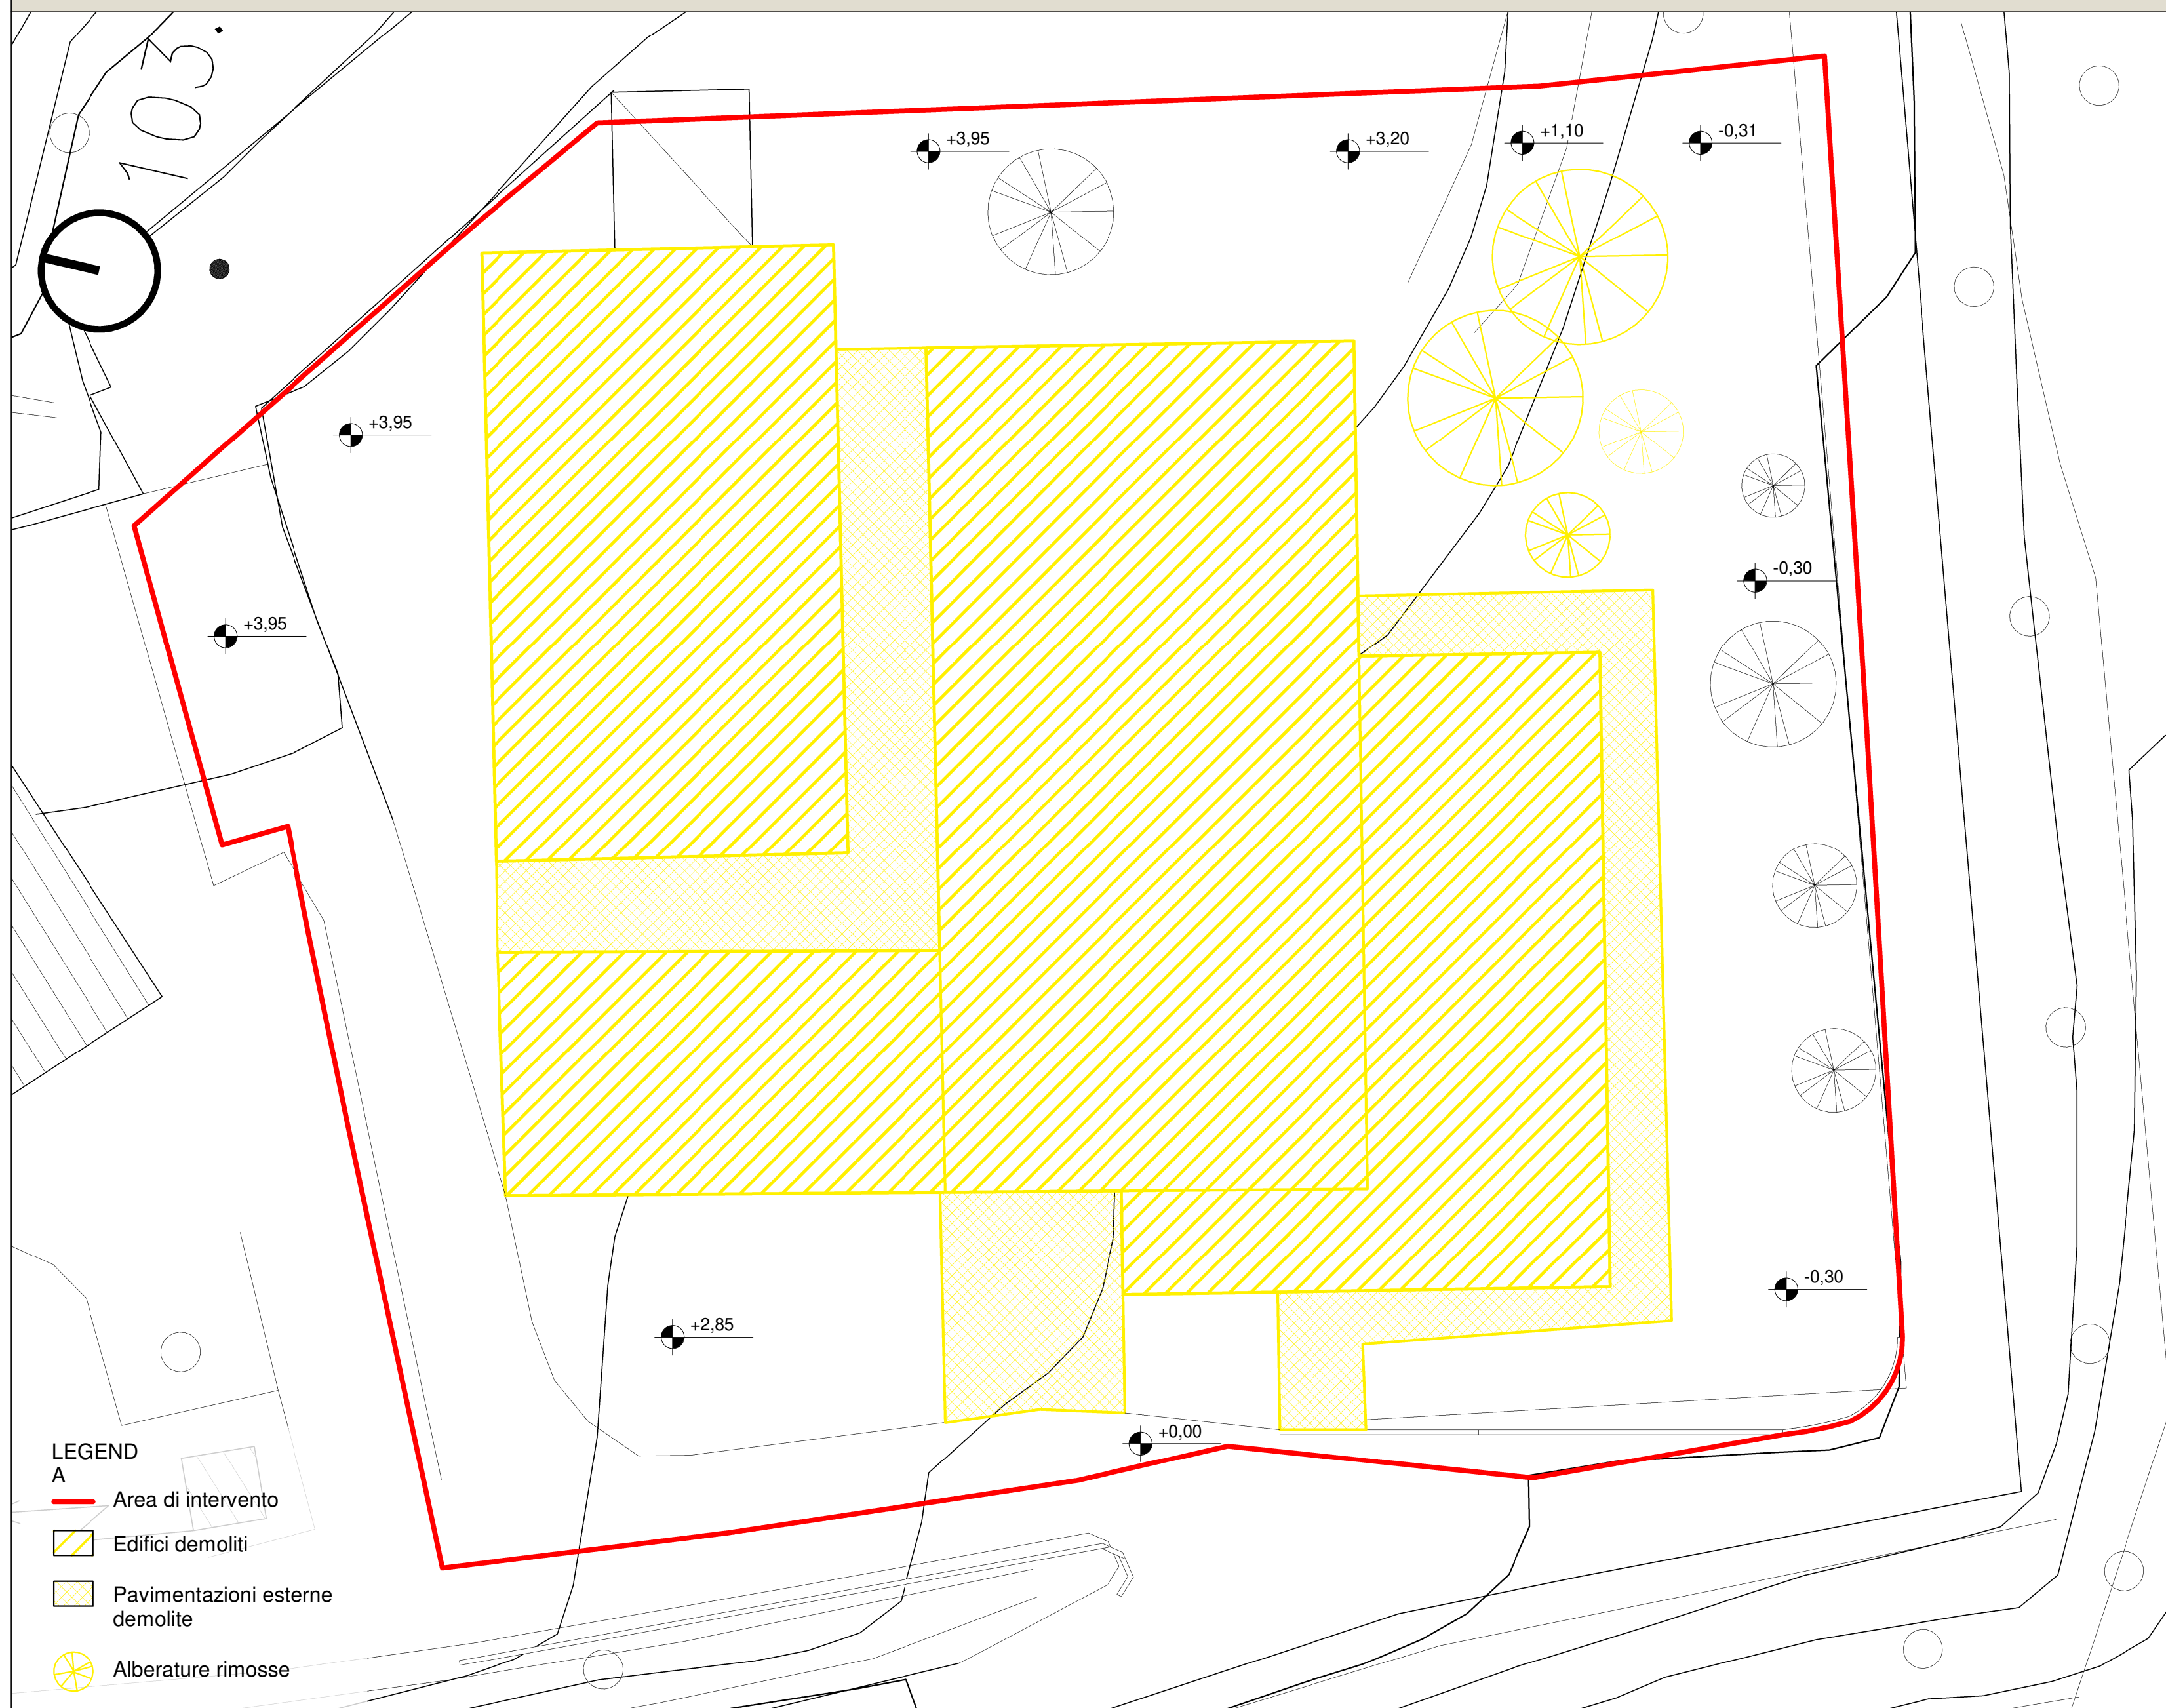 103.
+3,95
+3,20
+1,10
-0,31
+3,95
-0,30
+3,95
-0,30
+2,85
+0,00
LEGEND
A
Area di intervento
Edifici demoliti
Pavimentazioni esterne
demolite
Alberature rimosse